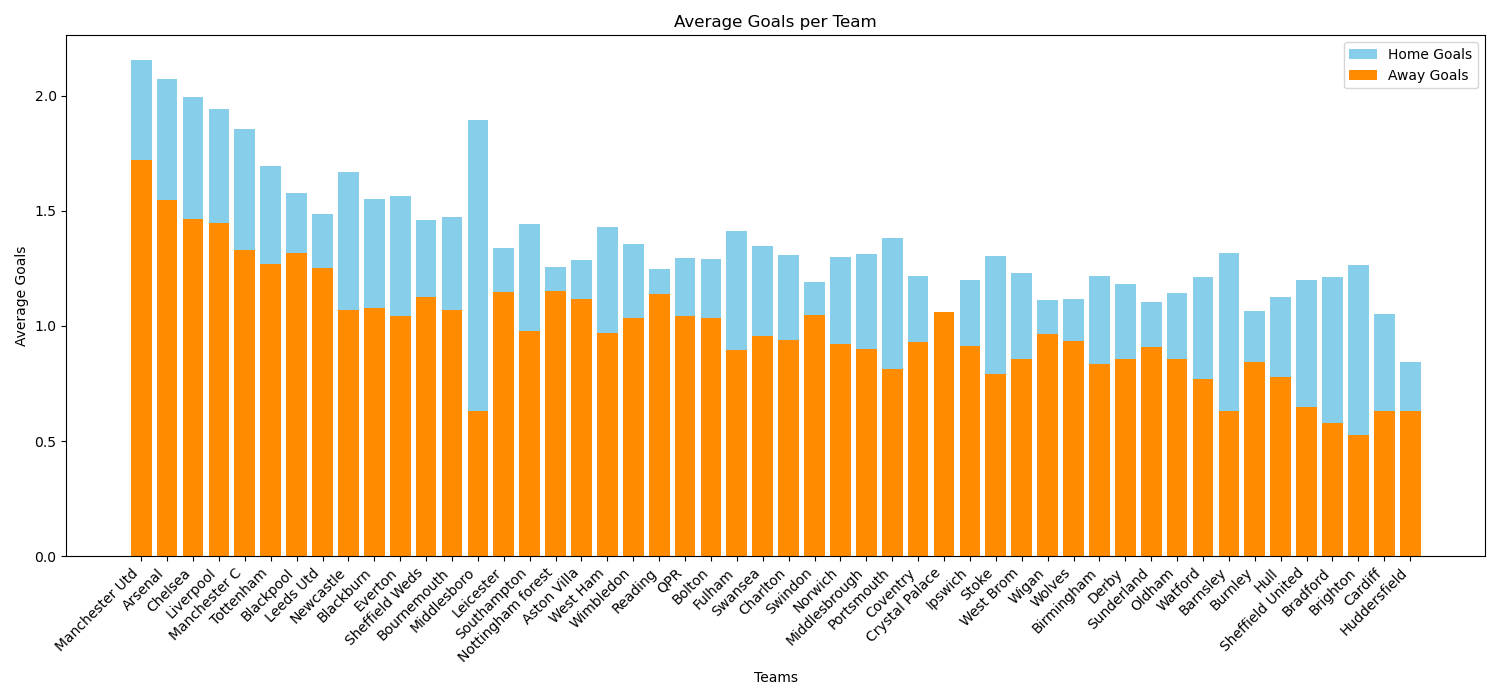 Average Goals per Team
Home Goals
Away Goals
Average Goals
2.0
1.5
1.0
0.5
0.0
Manchester Utd
Arsenal
Chelsea
Liverpool
Manchester C
Tottenham
Blackpool
Leeds Utd
Newcastle
Blackburn
Everton
Sheffield Weds
Bournemouth
Middlesboro
Leicester
Southampton
Nottingham forest
Aston Villa
West Ham
Wimbledon
Reading
QPR
Bolton
Fulham
Swansea
Charlton
Swindon
Norwich
Middlesbrough
Portsmouth
Coventry
Crystal Palace
Ipswich
Stoke
West Brom
Wigan
Wolves
Birmingham
Derby
Sunderland
Oldham
Watford
Barnsley
Burnley
Hull
Sheffield United
Bradford
Brighton
Cardiff
Huddersfield
Teams